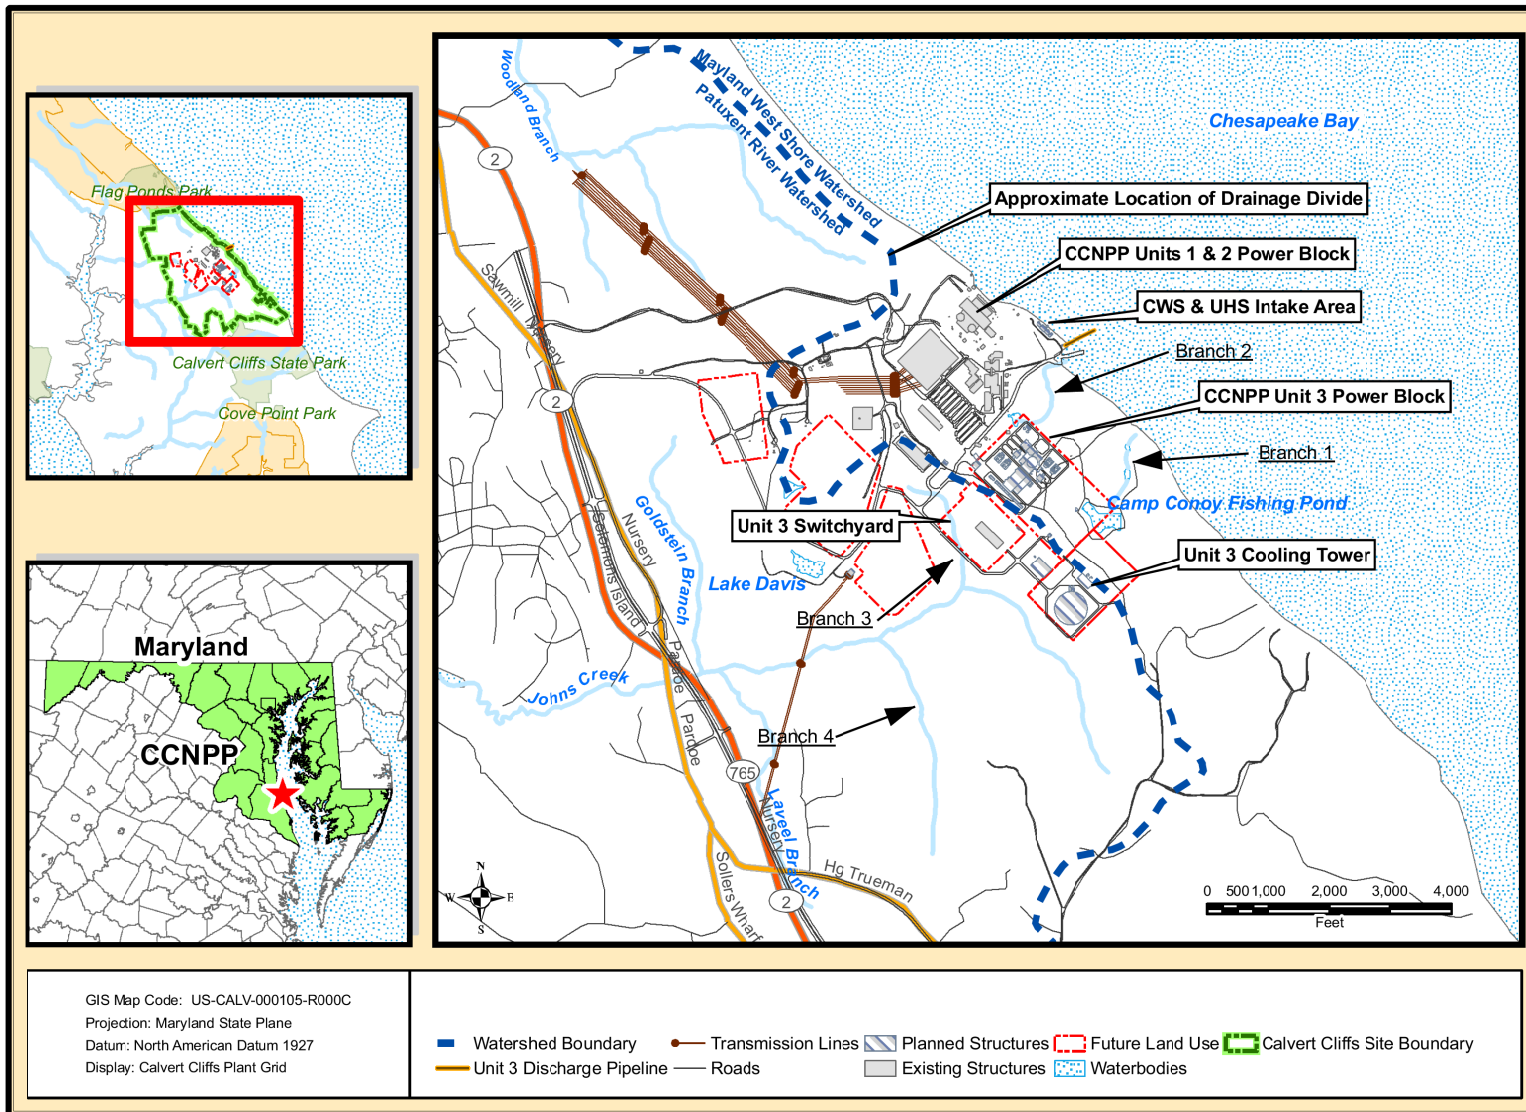 Flag Ponds Park
Calvert Cliffs State Park
Cove Point Park
Maryland
CCNPP
Woodland Branch
Mayland West Shore Watershed
Patuxent River Watershed
Chesapeake Bay
2
Approximate Location of Drainage Divide
CCNPP Units 1 & 2 Power Block
CWS & UHS Intake Area
Branch 2
CCNPP Unit 3 Power Block
Branch 1
Camp Conoy Fishing Pond
Unit 3 Switchyard
Unit 3 Cooling Tower
Sawmill
Nursery
2
Goldstein Branch
Nursery
Solomons Island
Lake Davis
Branch 3
Pardoe
Johns Creek
Pardoe
Branch 4
765
Laveel Branch
Nursery
Hg Trueman
Sollers Wharf
2
N
W
E
S
0 500 1,000 2,000 3,000 4,000
Feet
GIS Map Code: US-CALV-000105-R000C
Projection: Maryland State Plane
Datum: North American Datum 1927
Display: Calvert Cliffs Plant Grid
Watershed Boundary
Transmission Lines
Planned Structures
Future Land Use
Calvert Cliffs Site Boundary
Unit 3 Discharge Pipeline
Roads
Existing Structures
Waterbodies